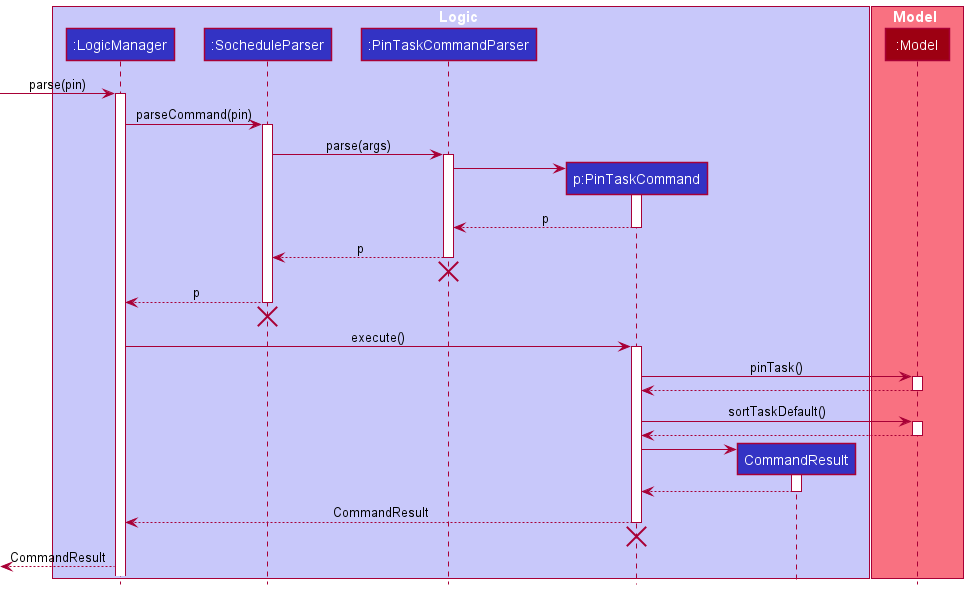 Logic
Model
:LogicManager
:SocheduleParser
:PinTaskCommandParser
:Model
parse(pin)
parseCommand(pin)
parse(args)
p:PinTaskCommand
p
p
p
execute()
pinTask()
sortTaskDefault()
CommandResult
CommandResult
CommandResult